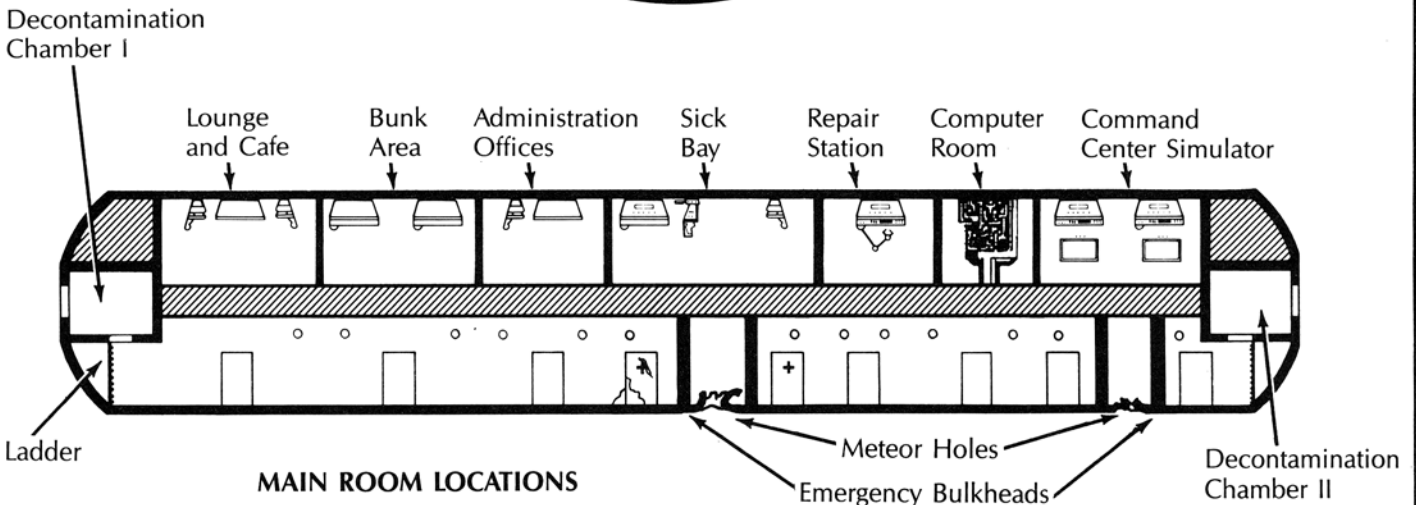 Decontamination
Chamber I
Lounge
and Cafe
Bunk
Area
Administration
Offices
Sick
Bay
Repair
Station
Computer
Room
Command
Center Simulator
Ladder
MAIN ROOM LOCATIONS
Meteor Holes
Emergency Bulkheads
Decontamination
Chamber II